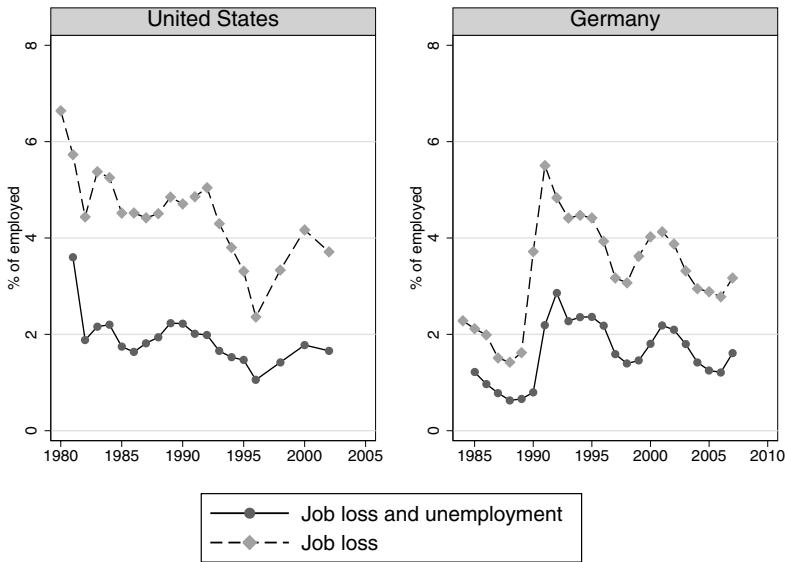 United States
Germany
% of employed
8
6
4
2
0
1980 1985 1990 1995 2000 2005
% of employed
8
6
4
2
0
1985 1990 1995 2000 2005 2010
Job loss and unemployment
Job loss